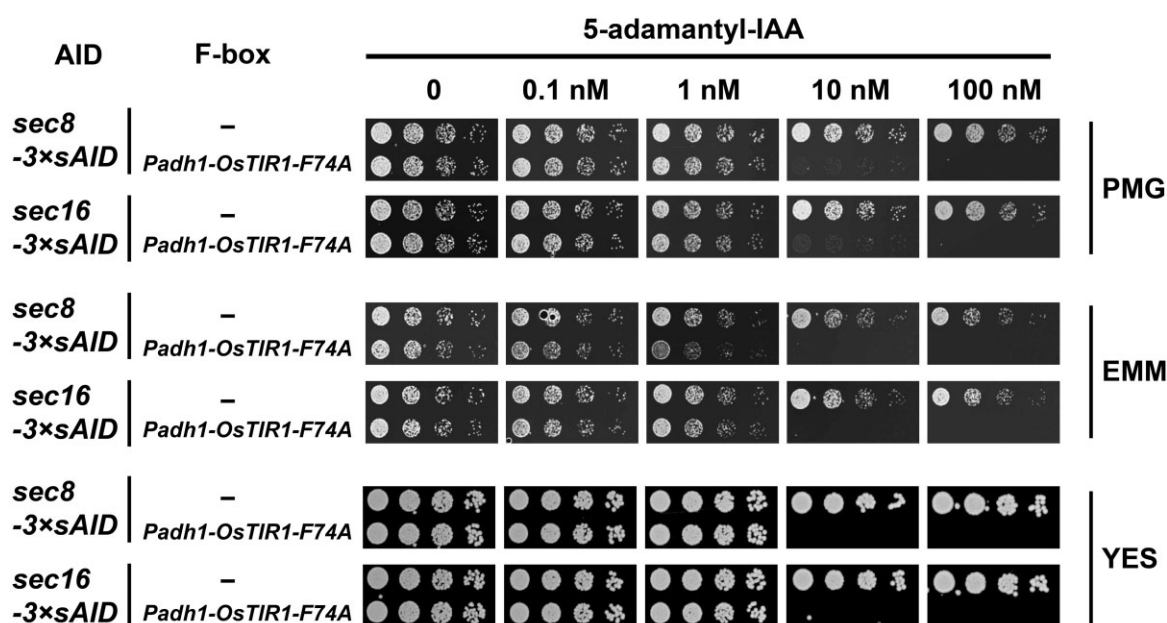 5-adamantyl-IAA
AID F-box
0 0.1 nM 1 nM 10 nM 100 nM
sec8 –
-3×sAID Padh1-OsTIR1-F74A
sec16 –
-3×sAID Padh1-OsTIR1-F74A
PMG
sec8 –
-3×sAID Padh1-OsTIR1-F74A
sec16 –
-3×sAID Padh1-OsTIR1-F74A
EMM
sec8 –
-3×sAID Padh1-OsTIR1-F74A
sec16 –
-3×sAID Padh1-OsTIR1-F74A
YES